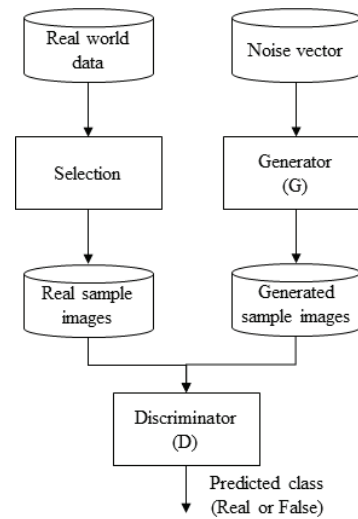 Real world
data
Noise vector
Selection
Generator
(G)
Real sample
images
Generated
sample images
Discriminator
(D)
Predicted class
(Real or False)